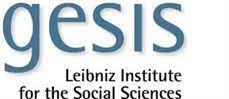 gesis
Leibniz Institute
for the Social Sciences